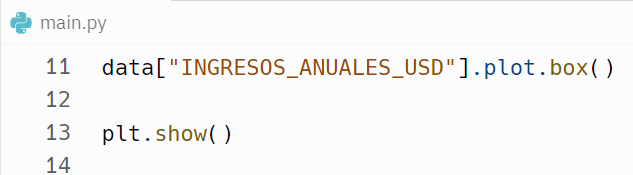 main.py
11 data["INGRESOS_ANUALES_USD"].plot.box()
12
13 plt.show()
14